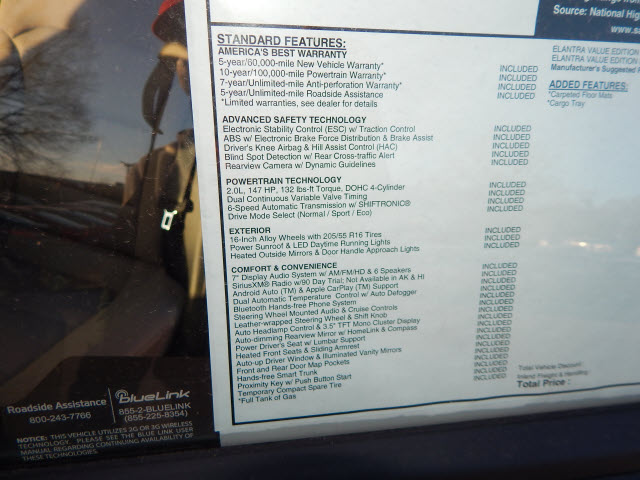 Source: National High
www.sa
STANDARD FEATURES:
AMERICA'S BEST WARRANTY
5-year/60,000-mile New Vehicle Warranty* INCLUDED
10-year/100,000-mile Powertrain Warranty* INCLUDED
7-year/Unlimited-mile Anti-perforation Warranty* INCLUDED
5-year/Unlimited-mile Roadside Assistance INCLUDED
*Limited warranties, see dealer for details
ADVANCED SAFETY TECHNOLOGY
Electronic Stability Control (ESC) w/ Traction Control INCLUDED
ABS w/ Electronic Brake Force Distribution & Brake Assist INCLUDED
Driver's Knee Airbag & Hill Assist Control (HAC) INCLUDED
Blind Spot Detection w/ Rear Cross-traffic Alert INCLUDED
Rearview Camera w/ Dynamic Guidelines INCLUDED
POWERTRAIN TECHNOLOGY
2.0L, 147 HP, 132 lbs-ft Torque, DOHC 4-Cylinder INCLUDED
Dual Continuous Variable Valve Timing INCLUDED
6-Speed Automatic Transmission w/ SHIFTRONIC® INCLUDED
Drive Mode Select (Normal / Sport / Eco) INCLUDED
EXTERIOR
16-Inch Alloy Wheels with 205/55 R16 Tires INCLUDED
Power Sunroof & LED Daytime Running Lights INCLUDED
Heated Outside Mirrors & Door Handle Approach Lights INCLUDED
COMFORT & CONVENIENCE
7" Display Audio System w/ AM/FM/HD & 6 Speakers INCLUDED
SiriusXM® Radio w/90 Day Trial; Not Available in AK & HI INCLUDED
Android Auto (TM) & Apple CarPlay (TM) Support INCLUDED
Dual Automatic Temperature Control w/ Auto Defogger INCLUDED
Bluetooth Hands-free Phone System INCLUDED
Steering Wheel Mounted Audio & Cruise Controls INCLUDED
Leather-wrapped Steering Wheel & Shift Knob INCLUDED
Auto Headlamp Control & 3.5" TFT Mono Cluster Display INCLUDED
Auto-dimming Rearview Mirror w/ HomeLink & Compass INCLUDED
Power Driver's Seat w/ Lumbar Support INCLUDED
Heated Front Seats & Sliding Armrest INCLUDED
Auto-up Driver Window & Illuminated Vanity Mirrors INCLUDED
Front and Rear Door Map Pockets INCLUDED
Hands-free Smart Trunk INCLUDED
Proximity Key w/ Push Button Start INCLUDED
Temporary Compact Spare Tire INCLUDED
*Full Tank of Gas
ELANTRA VALUE EDITION
ELANTRA VALUE EDITION
Manufacturer's Suggested
ADDED FEATURES:
*Carpeted Floor Mats
*Cargo Tray
Total Vehicle Discount
Inland Freight & Handling
Total Price :
Roadside Assistance
800-243-7766
BlueLink
855-2-BLUELINK
(855-225-8354)
NOTICE: THIS VEHICLE UTILIZES 2G OR 3G WIRELESS
TECHNOLOGY. PLEASE SEE THE BLUE LINK USER
MANUAL REGARDING CONTINUING AVAILABILITY OF
THESE TECHNOLOGIES.